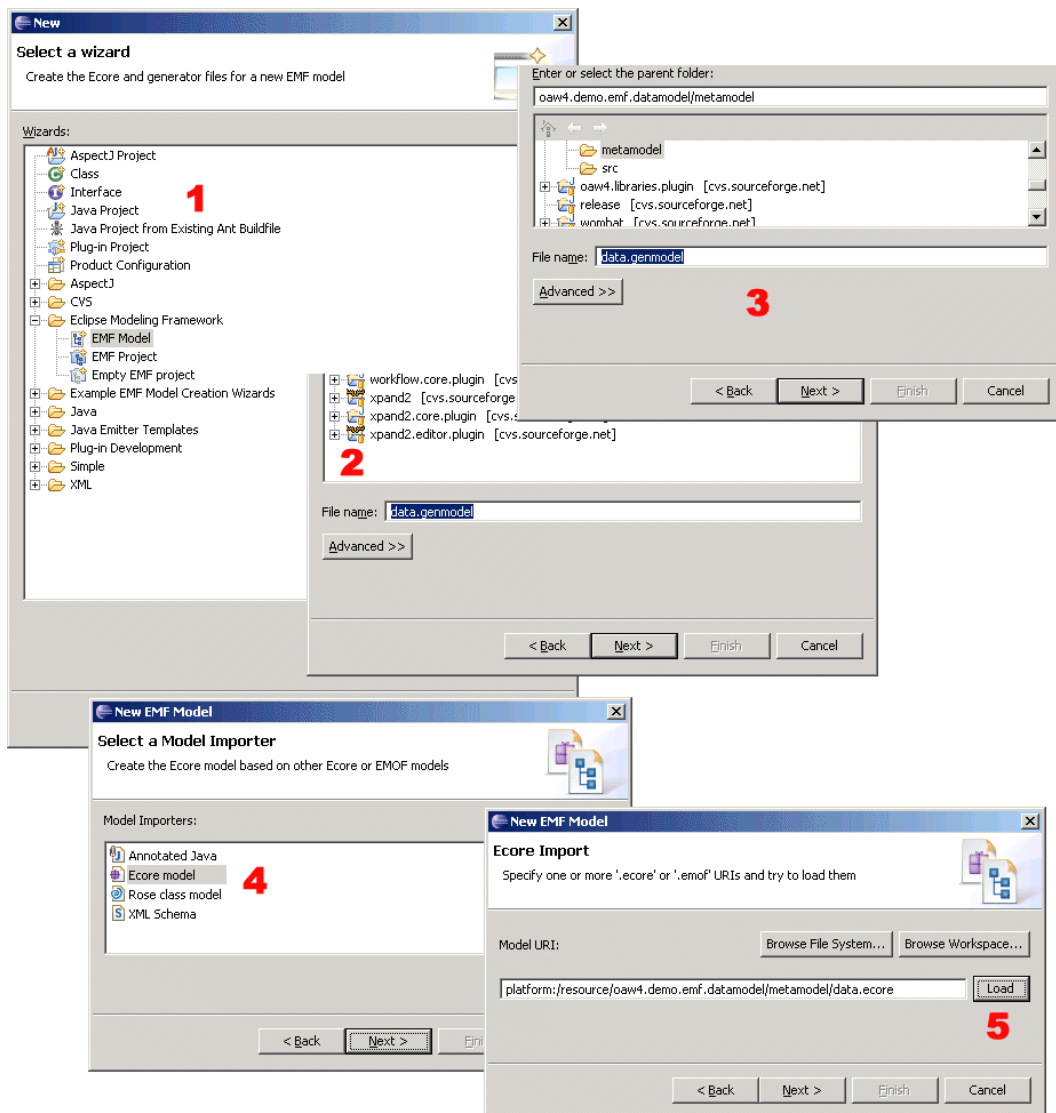 New
Select a wizard
Create the Ecore and generator files for a new EMF model
Wizards:
AspectJ Project
Class
Interface
Java Project
Java Project from Existing Ant Buildfile
Plug-in Project
Product Configuration
AspectJ
CVS
Eclipse Modeling Framework
EMF Model
EMF Project
Empty EMF project
Example EMF Model Creation Wizards
Java
Java Emitter Templates
Plug-in Development
Simple
XML
1
Enter or select the parent folder:
oaw4.demo.emf.datamodel/metamodel
metamodel
src
oaw4.libraries.plugin [cvs.sourceforge.net]
release [cvs.sourceforge.net]
wombat [cvs.sourceforge.net]
File name: data.genmodel
Advanced >>
3
< Back Next > Finish Cancel
workflow.core.plugin [cvs
xpand2 [cvs.sourceforge
xpand2.core.plugin [cvs.s
xpand2.editor.plugin [cvs.sourceforge.net]
2
File name: data.genmodel
Advanced >>
< Back Next > Finish Cancel
New EMF Model
Select a Model Importer
Create the Ecore model based on other Ecore or EMOF models
Model Importers:
Annotated Java
Ecore model
Rose class model
XML Schema
4
< Back Next > Fini
New EMF Model
Ecore Import
Specify one or more '.ecore' or '.emof' URIs and try to load them
Model URI: Browse File System... Browse Workspace...
platform:/resource/oaw4.demo.emf.datamodel/metamodel/data.ecore Load
5
< Back Next > Finish Cancel